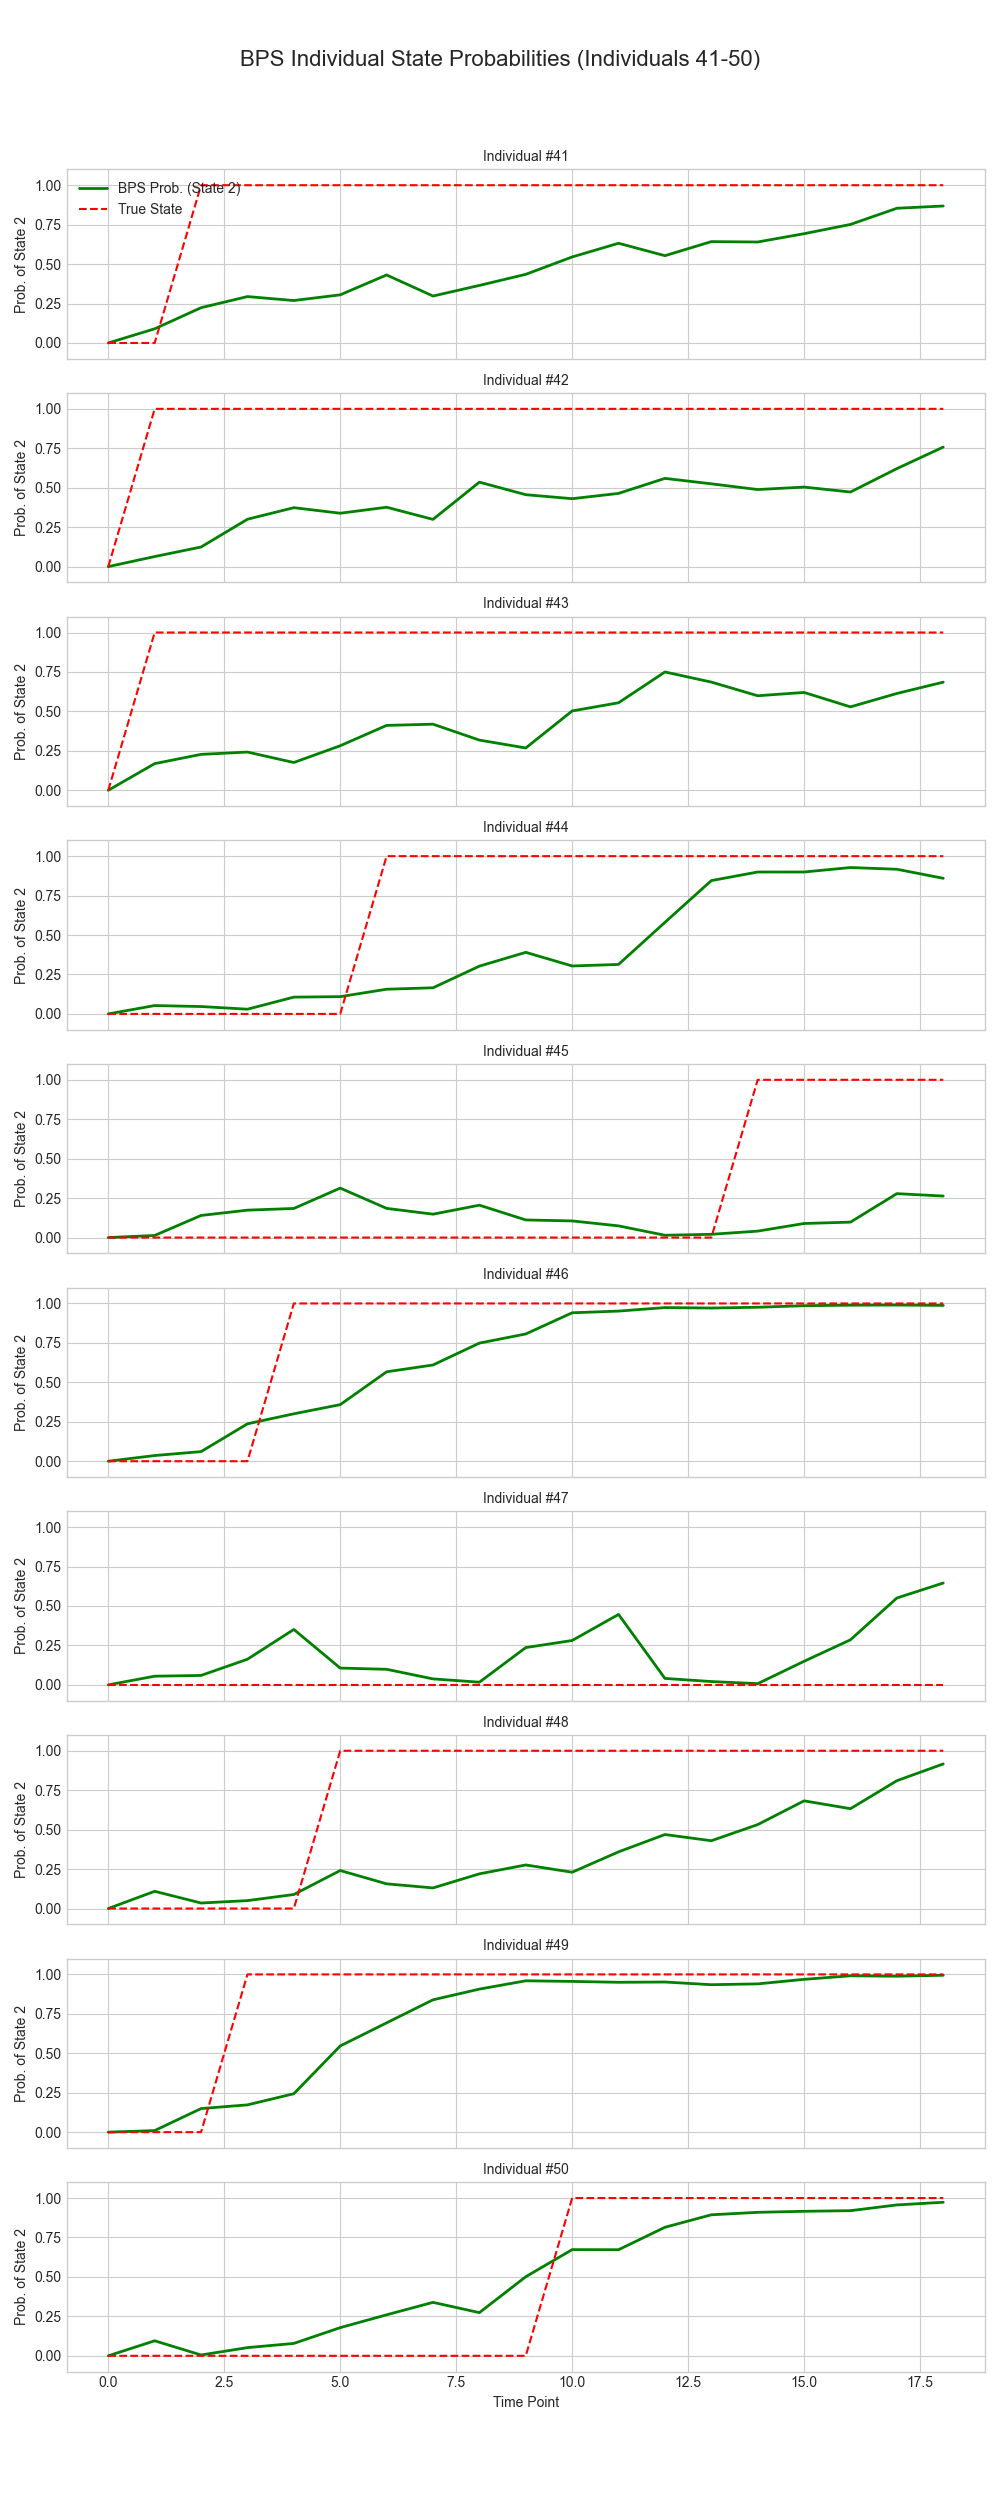 BPS Individual State Probabilities (Individuals 41-50)
Individual #41
BPS Prob. (State 2)
True State
Prob. of State 2
1.00
0.75
0.50
0.25
0.00
Individual #42
Prob. of State 2
1.00
0.75
0.50
0.25
0.00
Individual #43
Prob. of State 2
1.00
0.75
0.50
0.25
0.00
Individual #44
Prob. of State 2
1.00
0.75
0.50
0.25
0.00
Individual #45
Prob. of State 2
1.00
0.75
0.50
0.25
0.00
Individual #46
Prob. of State 2
1.00
0.75
0.50
0.25
0.00
Individual #47
Prob. of State 2
1.00
0.75
0.50
0.25
0.00
Individual #48
Prob. of State 2
1.00
0.75
0.50
0.25
0.00
Individual #49
Prob. of State 2
1.00
0.75
0.50
0.25
0.00
Individual #50
Prob. of State 2
1.00
0.75
0.50
0.25
0.00
0.0 2.5 5.0 7.5 10.0 12.5 15.0 17.5
Time Point